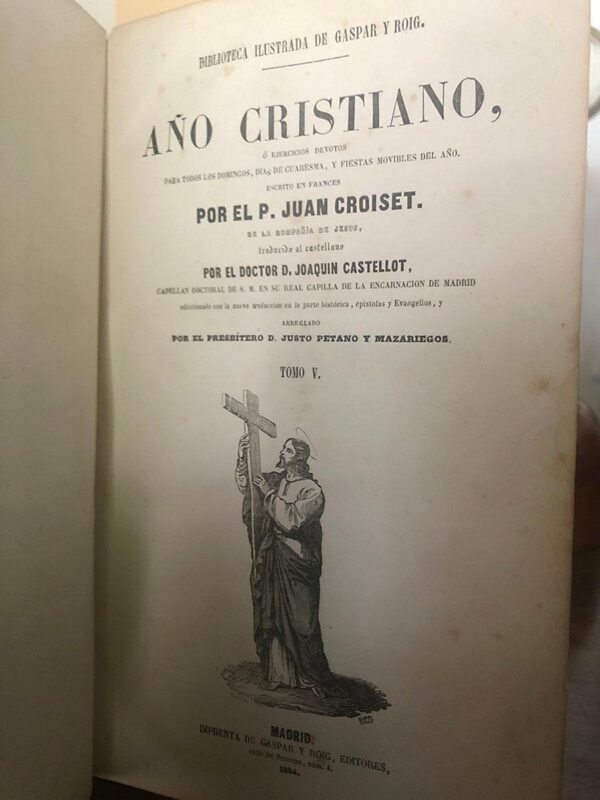 BIBLIOTECA ILUSTRADA DE GASPAR Y ROIG.
AÑO CRISTIANO,
Ó EJERCICIOS DEVOTOS
PARA TODOS LOS DOMINGOS, DIAS DE CUARESMA, Y FIESTAS MOVIBLES DEL AÑO.
ESCRITO EN FRANCES
POR EL P. JUAN CROISET.
DE LA COMPAÑIA DE JESUS,
traducido al castellano
POR EL DOCTOR D. JOAQUIN CASTELLOT,
CAPELLAN DOCTORAL DE S. M. EN SU REAL CAPILLA DE LA ENCARNACION DE MADRID
adicionado con la nueva traduccion en la parte histórica, epístolas y Evangelios, y
ARREGLADO
POR EL PRESBÍTERO D. JUSTO PETANO Y MAZARIEGOS.
TOMO V.
MADRID.
IMPRENTA DE GASPAR Y ROIG, EDITORES,
calle del Príncipe, núm. 4.
1854.